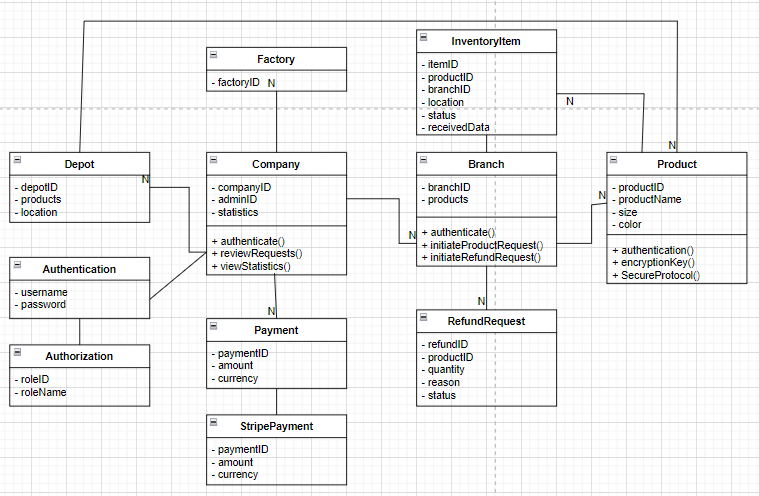 InventoryItem
- itemID
- productID
- branchID
- location
- status
- receivedData
N
Factory
- factoryID
N
N
Depot
- depotID
- products
- location
N
Company
- companyID
- adminID
- statistics
+ authenticate()
+ reviewRequests()
+ viewStatistics()
N
Branch
- branchID
- products
+ authenticate()
+ initiateProductRequest()
+ initiateRefundRequest()
N
Product
- productID
- productName
- size
- color
+ authentication()
+ encryptionKey()
+ SecureProtocol()
Authentication
- username
- password
N
N
Authorization
- roleID
- roleName
Payment
- paymentID
- amount
- currency
RefundRequest
- refundID
- productID
- quantity
- reason
- status
StripePayment
- paymentID
- amount
- currency